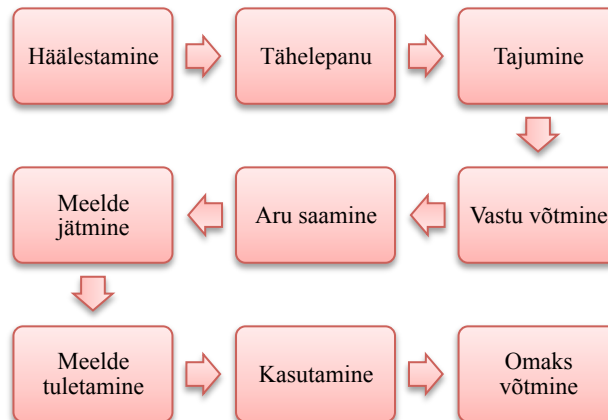 Häälestamine
Tähelepanu
Tajumine
Vastu võtmine
Aru saamine
Meelde
jätmine
Meelde
tuletamine
Kasutamine
Omaks
võtmine